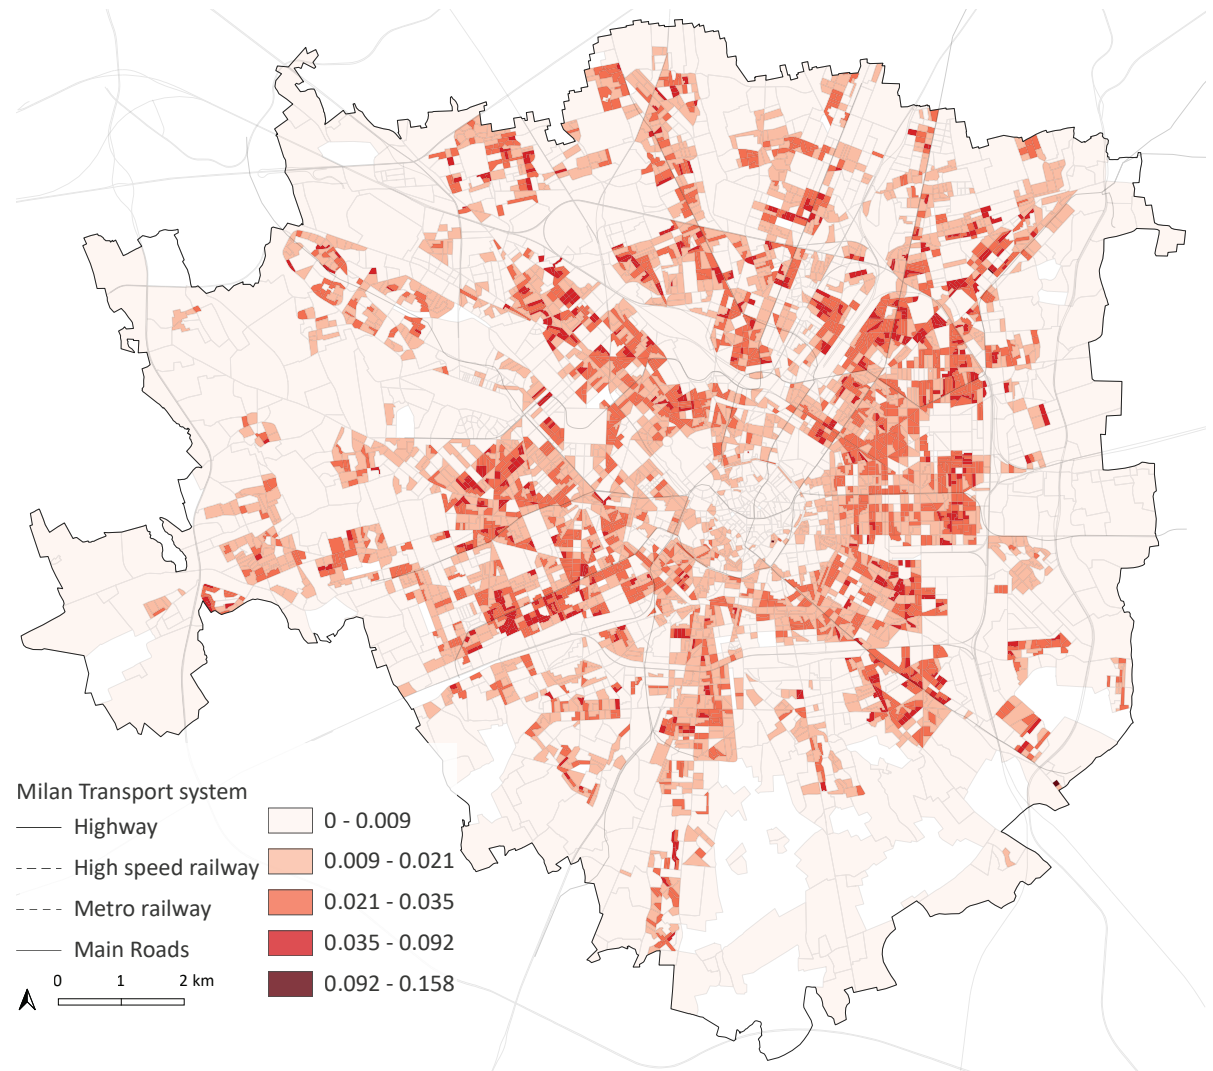 Milan Transport system
Highway
High speed railway
Metro railway
Main Roads
0 1 2 km
0 - 0.009
0.009 - 0.021
0.021 - 0.035
0.035 - 0.092
0.092 - 0.158